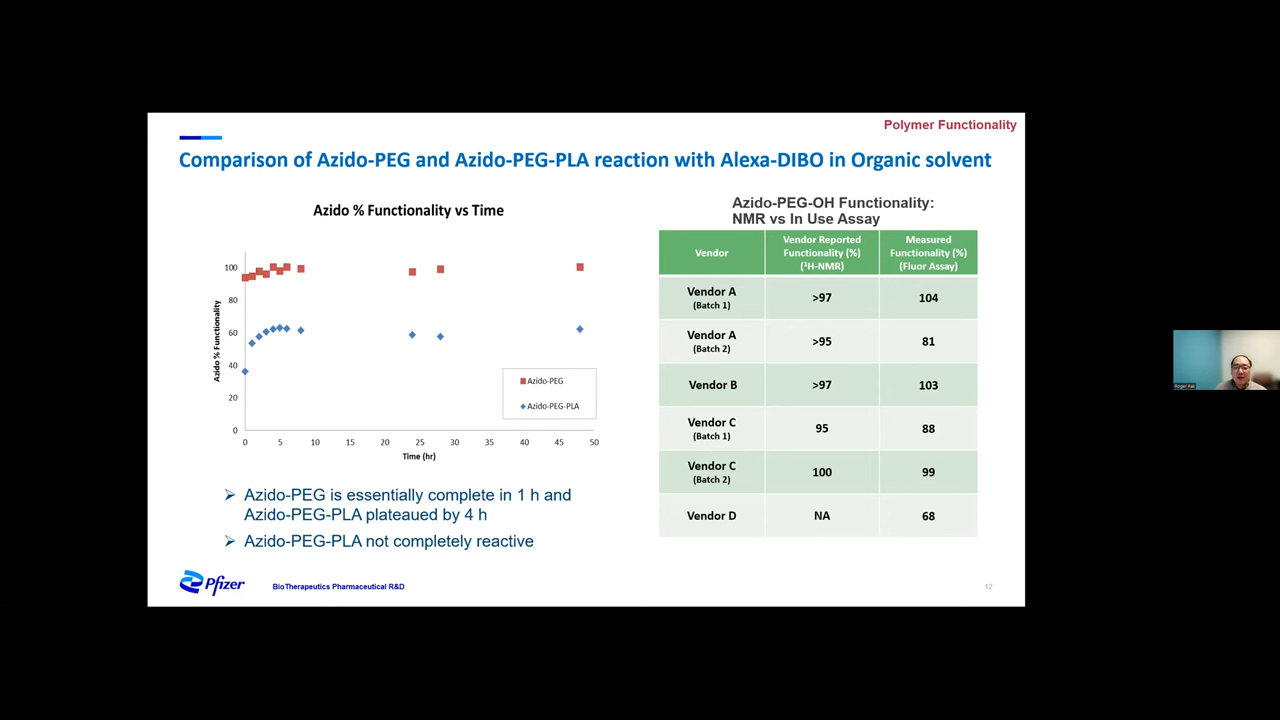 Polymer Functionality
Comparison of Azido-PEG and Azido-PEG-PLA reaction with Alexa-DIBO in Organic solvent
Azido % Functionality vs Time
Azido % Functionality
100
80
60
40
20
0
0 5 10 15 20 25 30 35 40 45 50
Time (hr)
Azido-PEG
Azido-PEG-PLA
➢ Azido-PEG is essentially complete in 1 h and
Azido-PEG-PLA plateaued by 4 h
➢ Azido-PEG-PLA not completely reactive
Azido-PEG-OH Functionality:
NMR vs In Use Assay
Vendor
Vendor Reported
Functionality (%)
(¹H-NMR)
Measured
Functionality (%)
(Fluor Assay)
Vendor A
(Batch 1)
>97
104
Vendor A
(Batch 2)
>95
81
Vendor B
>97
103
Vendor C
(Batch 1)
95
88
Vendor C
(Batch 2)
100
99
Vendor D
NA
68
Pfizer
BioTherapeutics Pharmaceutical R&D
12
Roger Pak